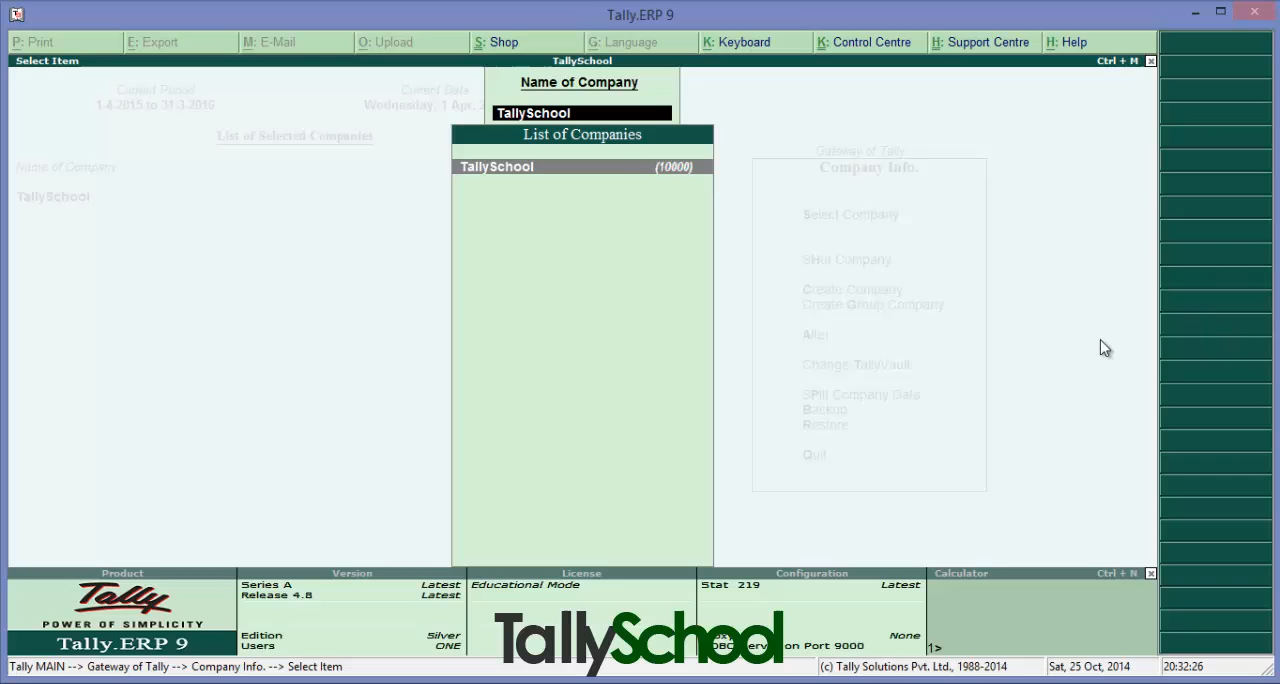 Tally.ERP 9
P: Print E: Export M: E-Mail O: Upload S: Shop G: Language K: Keyboard K: Control Centre H: Support Centre H: Help
Select Item TallySchool Ctrl + M
Name of Company
TallySchool
List of Companies
TallySchool (10000)
Current Period Current Date
1-4-2015 to 31-3-2016 Wednesday, 1 Apr, 2
List of Selected Companies
Name of Company
TallySchool
Gateway of Tally
Company Info.
Select Company
SHut Company
Create Company
Create Group Company
Alter
Change TallyVault
SPlit Company Data
Backup
Restore
Quit
Product Version License Configuration Calculator Ctrl + N
Tally
POWER OF SIMPLICITY
Tally.ERP 9
Series A Latest
Release 4.8 Latest
Edition Silver
Users ONE
Educational Mode
Stat 219 Latest
None
on Port 9000
1>
TallySchool
Tally MAIN --> Gateway of Tally --> Company Info. --> Select Item (c) Tally Solutions Pvt. Ltd., 1988-2014 Sat, 25 Oct, 2014 20:32:26